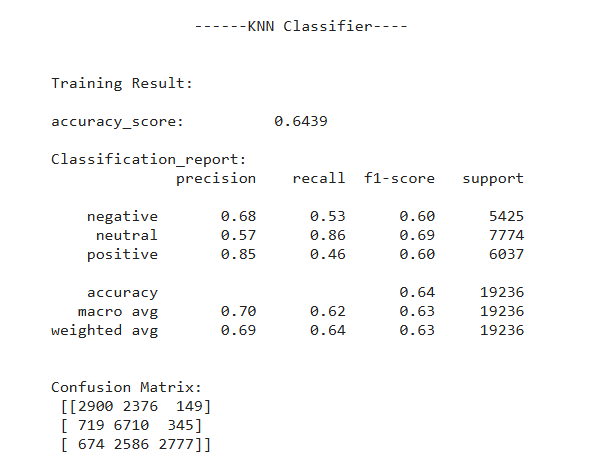 ------KNN Classifier----
Training Result:
accuracy_score: 0.6439
Classification_report:
precision recall f1-score support
negative 0.68 0.53 0.60 5425
neutral 0.57 0.86 0.69 7774
positive 0.85 0.46 0.60 6037
accuracy 0.64 19236
macro avg 0.70 0.62 0.63 19236
weighted avg 0.69 0.64 0.63 19236
Confusion Matrix:
[[2900 2376 149]
[ 719 6710 345]
[ 674 2586 2777]]